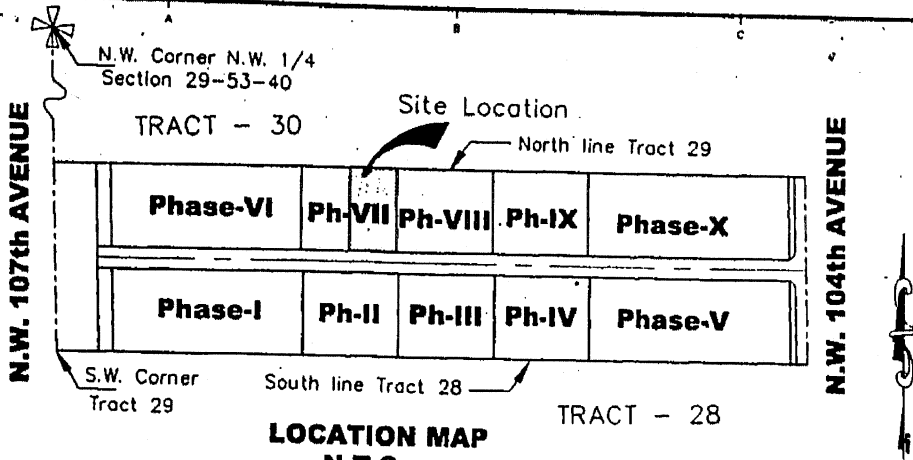 A B C
N.W. Corner N.W. 1/4
Section 29-53-40
TRACT - 30
Site Location
North line Tract 29
N.W. 107th AVENUE
N.W. 104th AVENUE
Phase-VI Ph-VII Ph-VIII Ph-IX Phase-X
Phase-I Ph-II Ph-III Ph-IV Phase-V
S.W. Corner
Tract 29
South line Tract 28
TRACT - 28
LOCATION MAP